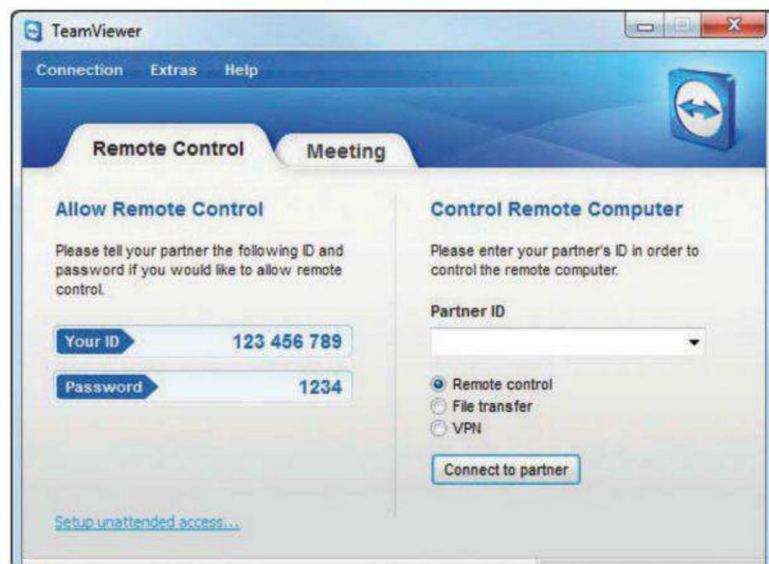 TeamViewer
Connection Extras Help
Remote Control Meeting
Allow Remote Control
Please tell your partner the following ID and
password if you would like to allow remote
control.
Your ID 123 456 789
Password 1234
Setup unattended access...
Control Remote Computer
Please enter your partner's ID in order to
control the remote computer.
Partner ID
Remote control
File transfer
VPN
Connect to partner